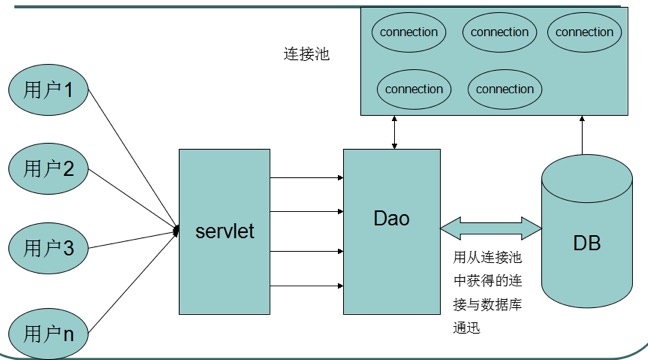 connection
connection
connection
连接池
connection
connection
用户1
用户2
servlet
Dao
用户3
DB
用从连接池
中获得的连
接与数据库
通迅
用户n